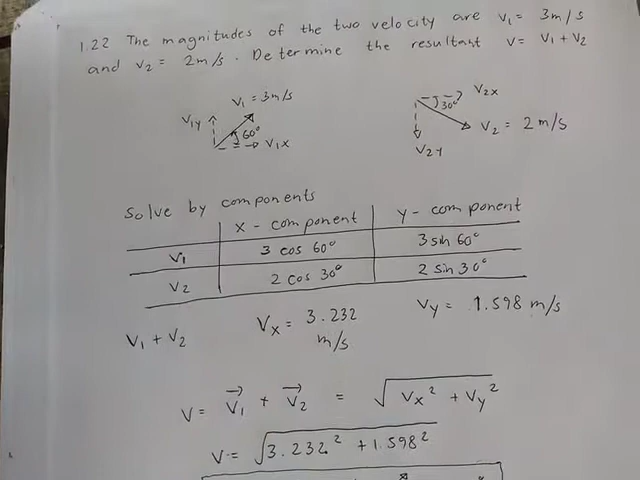 1.22 The magnitudes of the two velocity are V₁ = 3m/s
and V₂ = 2m/s. Determine the resultant V = V₁ + V₂
V₁ = 3m/s
V₁Y
60°
V₁X
V₂X
30°
V₂ = 2 m/s
V₂Y
Solve by components
X - component Y - component
V₁ 3 cos 60° 3 sin 60°
V₂ 2 cos 30° 2 sin 30°
V₁ + V₂ Vx = 3.232 m/s Vy = 1.598 m/s
V = V₁→ + V₂→ = √(Vx² + Vy²)
V = √(3.232² + 1.598²)